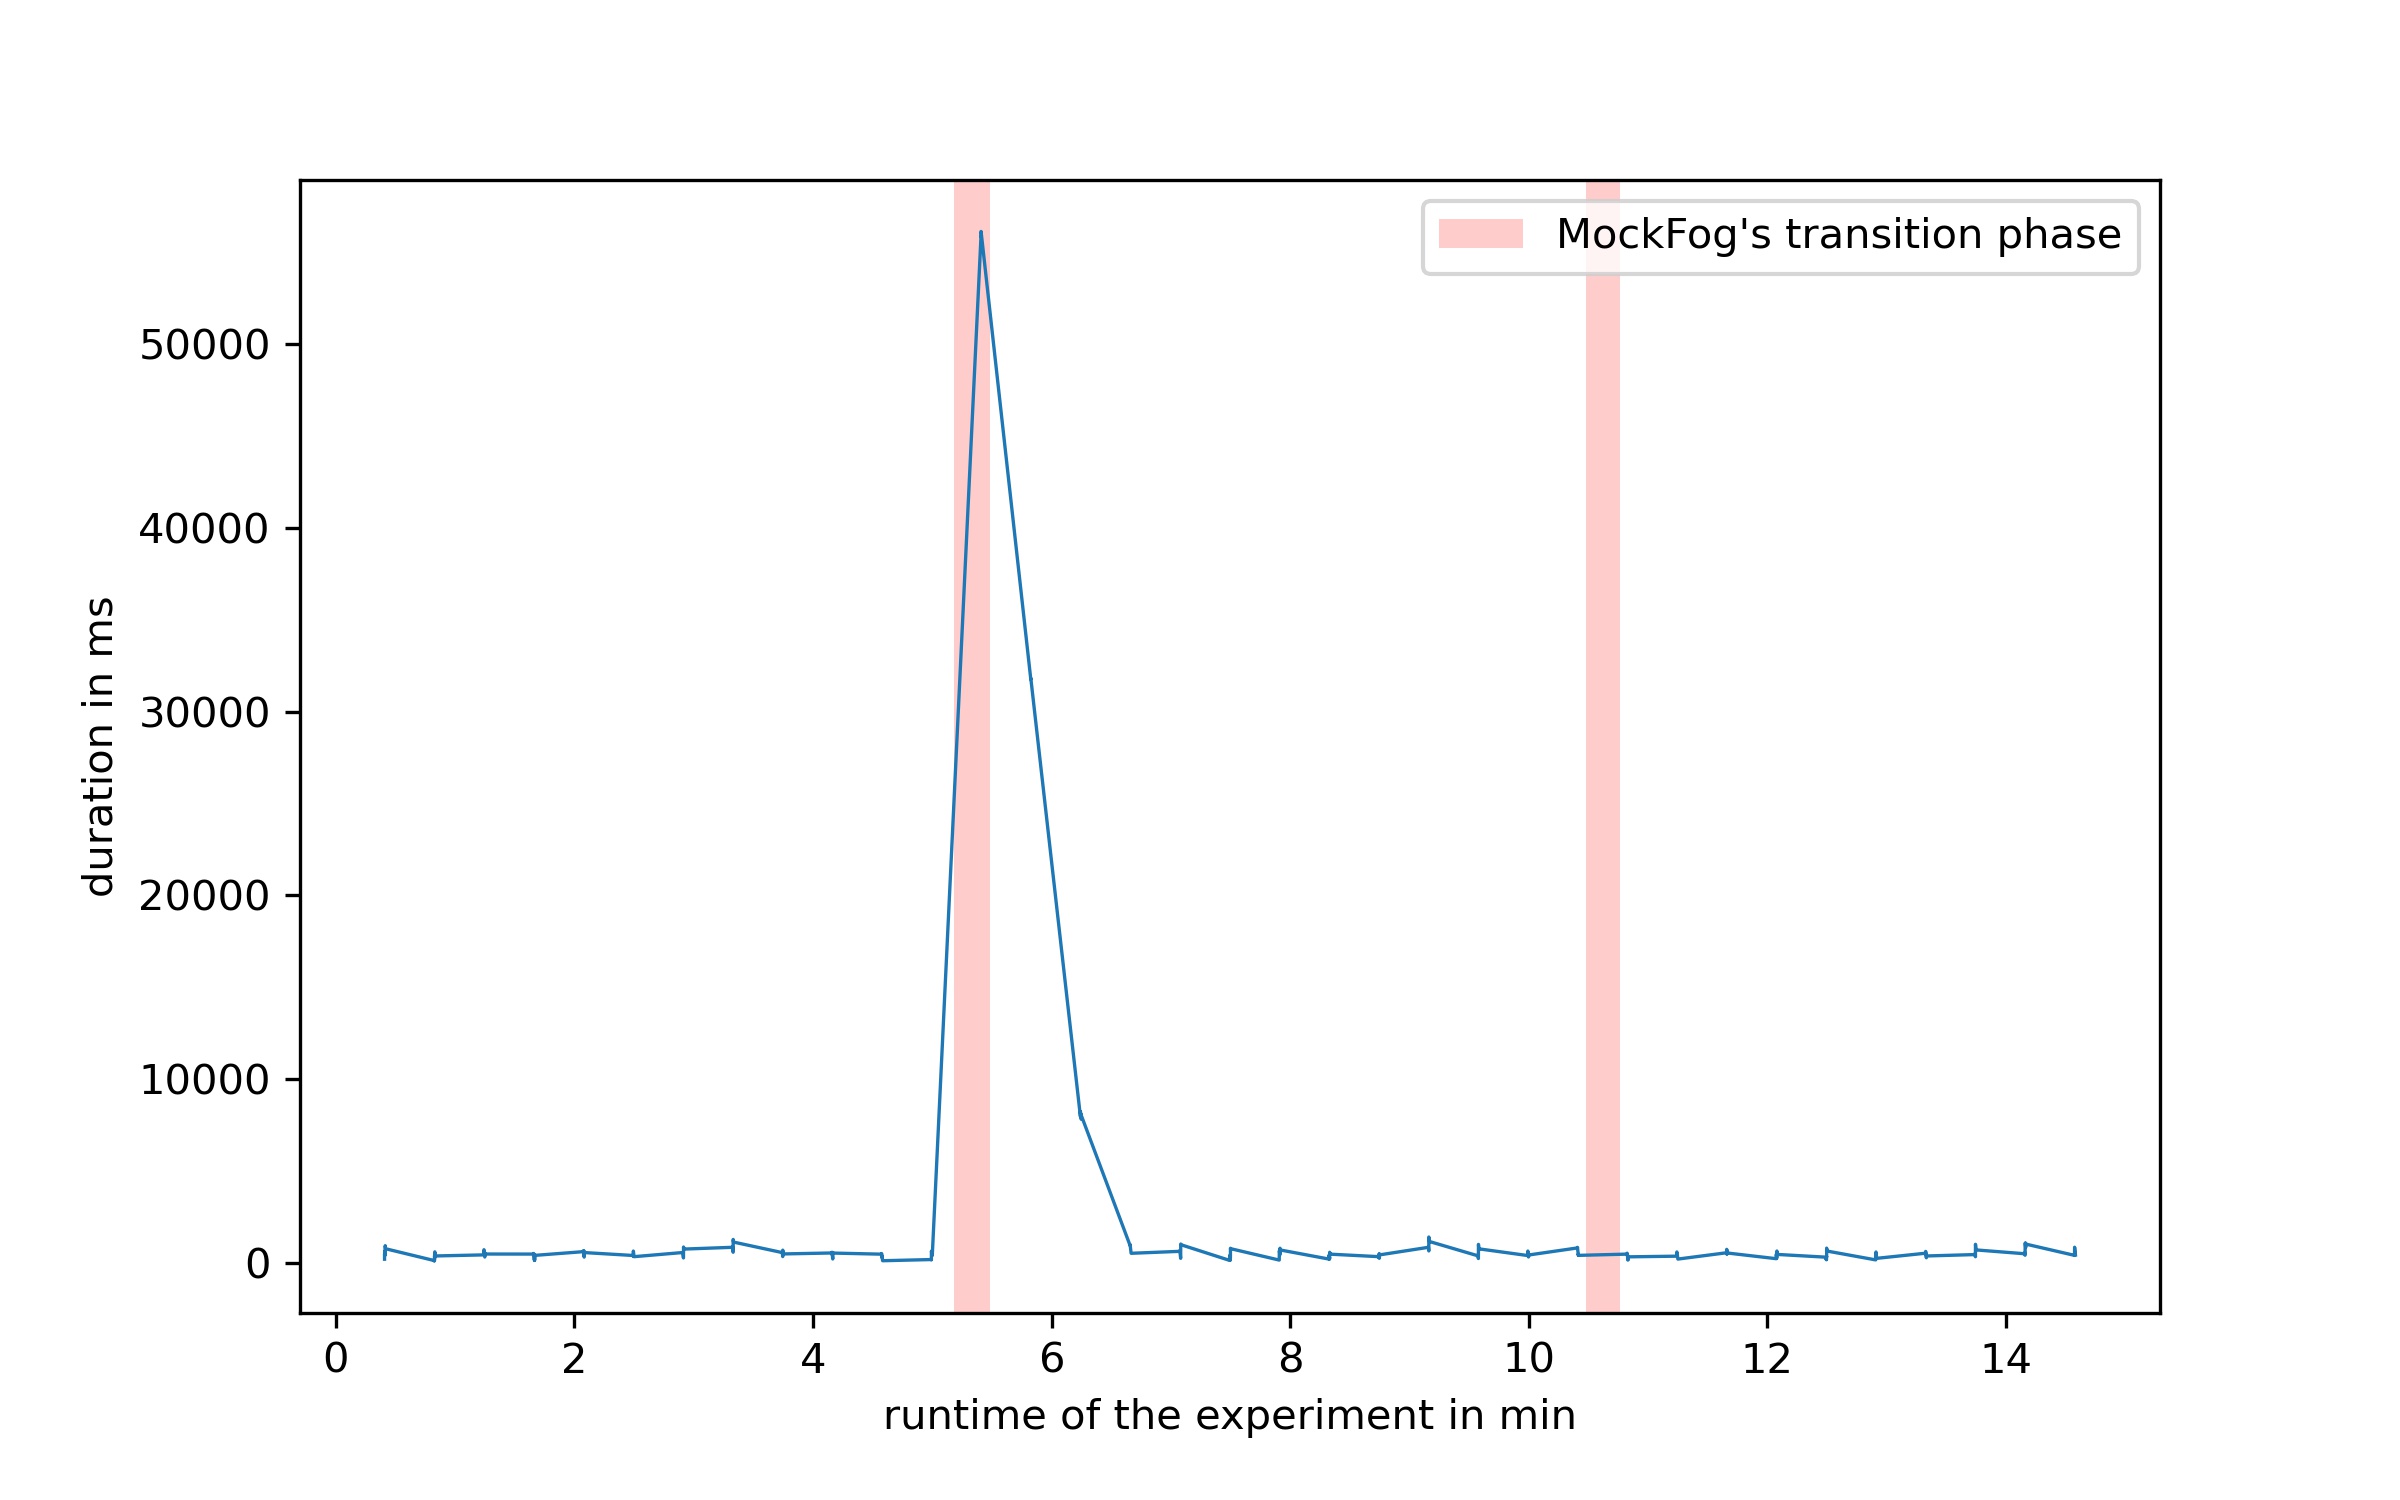 MockFog's transition phase
50000
40000
30000
20000
10000
0
duration in ms
0 2 4 6 8 10 12 14
runtime of the experiment in min